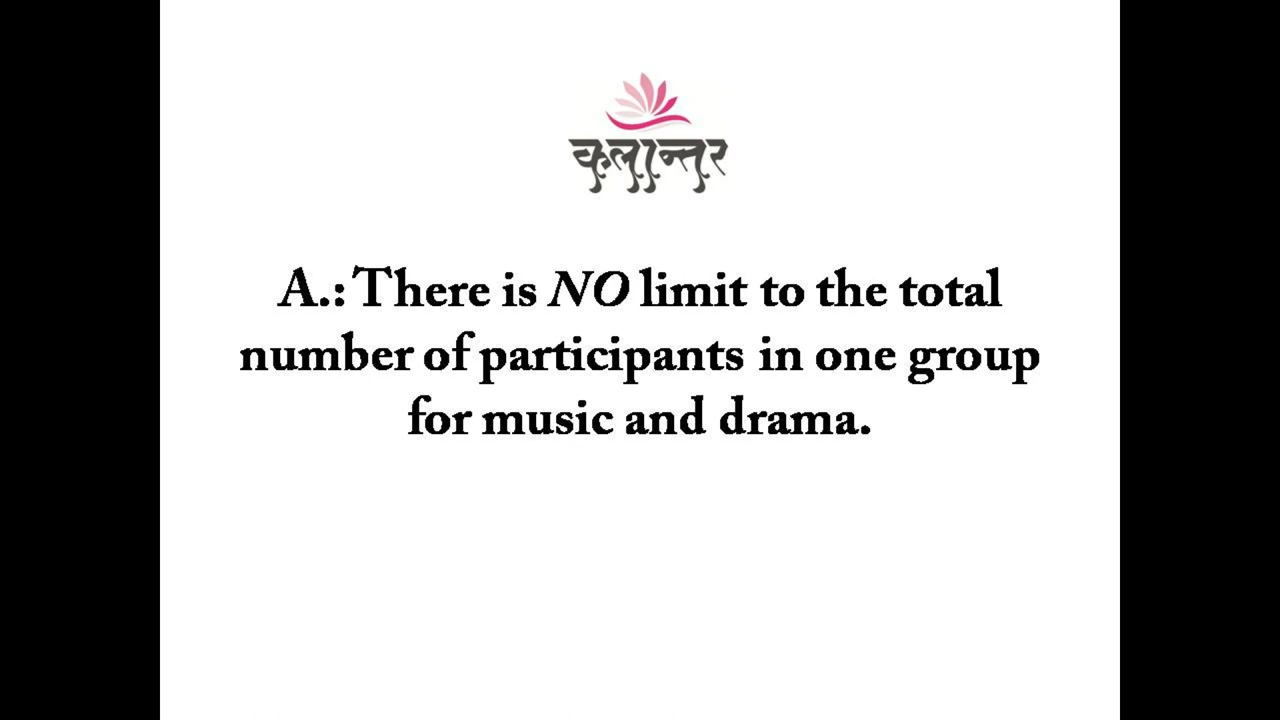 कलान्तर
A.: There is NO limit to the total
number of participants in one group
for music and drama.